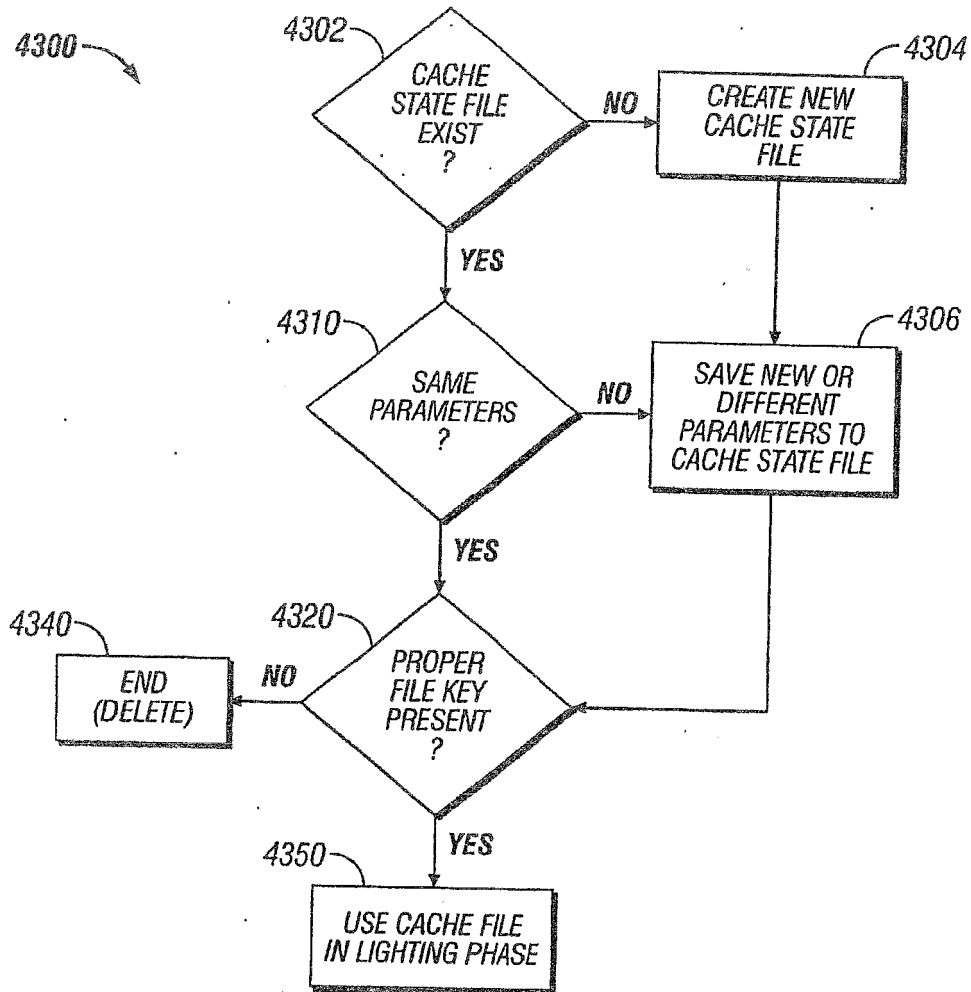 4300
4302
CACHE
STATE FILE
EXIST
?
NO
4304
CREATE NEW
CACHE STATE
FILE
YES
4310
SAME
PARAMETERS
?
NO
4306
SAVE NEW OR
DIFFERENT
PARAMETERS TO
CACHE STATE FILE
YES
4320
PROPER
FILE KEY
PRESENT
?
NO
4340
END
(DELETE)
YES
4350
USE CACHE FILE
IN LIGHTING PHASE